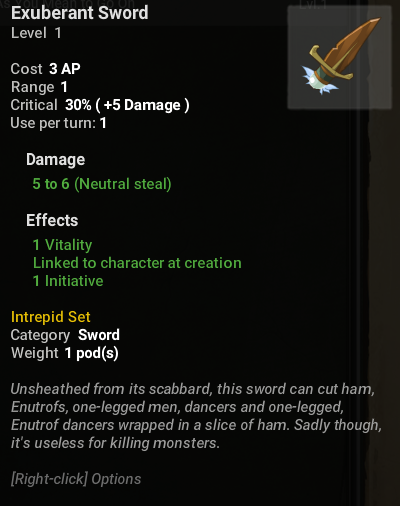 Exuberant Sword
Level 1
Cost 3 AP
Range 1
Critical 30% ( +5 Damage )
Use per turn: 1
Damage
5 to 6 (Neutral steal)
Effects
1 Vitality
Linked to character at creation
1 Initiative
Intrepid Set
Category Sword
Weight 1 pod(s)
Unsheathed from its scabbard, this sword can cut ham,
Enutrofs, one-legged men, dancers and one-legged,
Enutrof dancers wrapped in a slice of ham. Sadly though,
it's useless for killing monsters.
[Right-click] Options